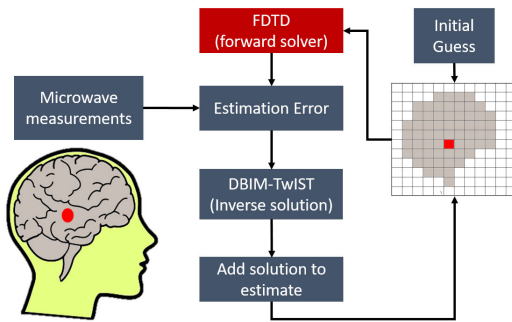 FDTD
(forward solver)
Initial
Guess
Microwave
measurements
Estimation Error
DBIM-TwIST
(Inverse solution)
Add solution to
estimate